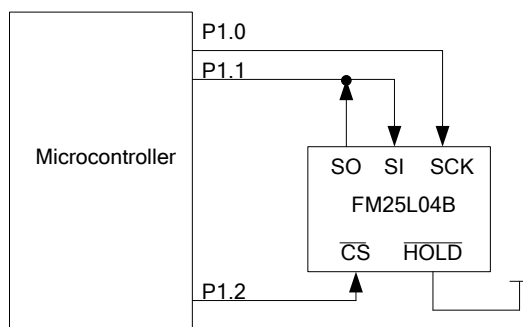 P1.0
P1.1
Microcontroller
SO SI SCK
FM25L04B
CS HOLD
P1.2